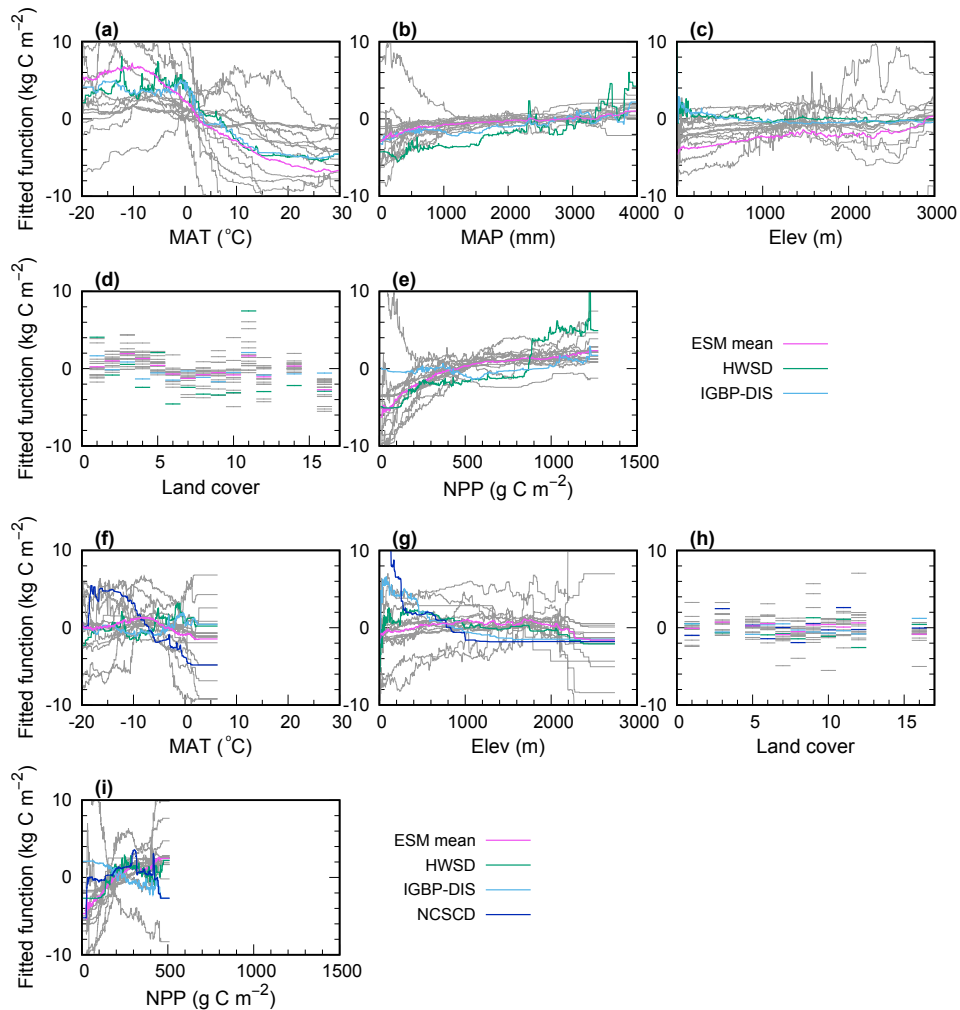 (a) (b) (c)
Fitted function (kg C m−2)
10 10 10
0 0 0
-10 -10 -10
-20 -10 0 10 20 30 0 1000 2000 3000 4000 0 1000 2000 3000
MAT (°C) MAP (mm) Elev (m)
(d) (e)
Fitted function (kg C m−2)
10 10
0 0
-10 -10
0 5 10 15 0 500 1000 1500
Land cover NPP (g C m−2)
ESM mean
HWSD
IGBP-DIS
(f) (g) (h)
Fitted function (kg C m−2)
10 10 10
0 0 0
-10 -10 -10
-20 -10 0 10 20 30 0 1000 2000 3000 0 5 10 15
MAT (°C) Elev (m) Land cover
(i)
Fitted function (kg C m−2)
10
0
-10
0 500 1000 1500
NPP (g C m−2)
ESM mean
HWSD
IGBP-DIS
NCSCD